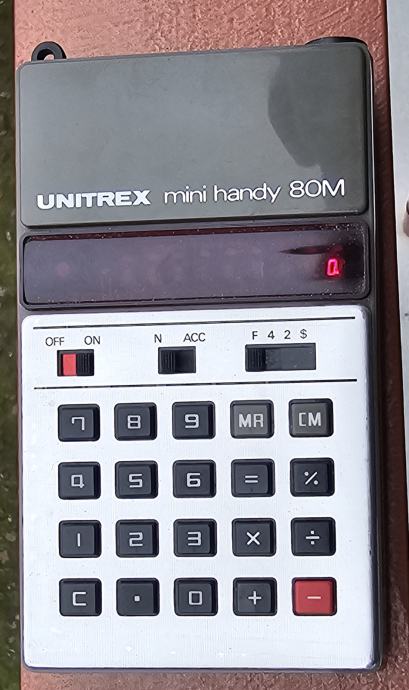 UNITREX mini handy 80M
0.
OFF ON N ACC F 4 2 $
7 8 9 MR CM
4 5 6 = %
1 2 3 × ÷
C . 0 + −